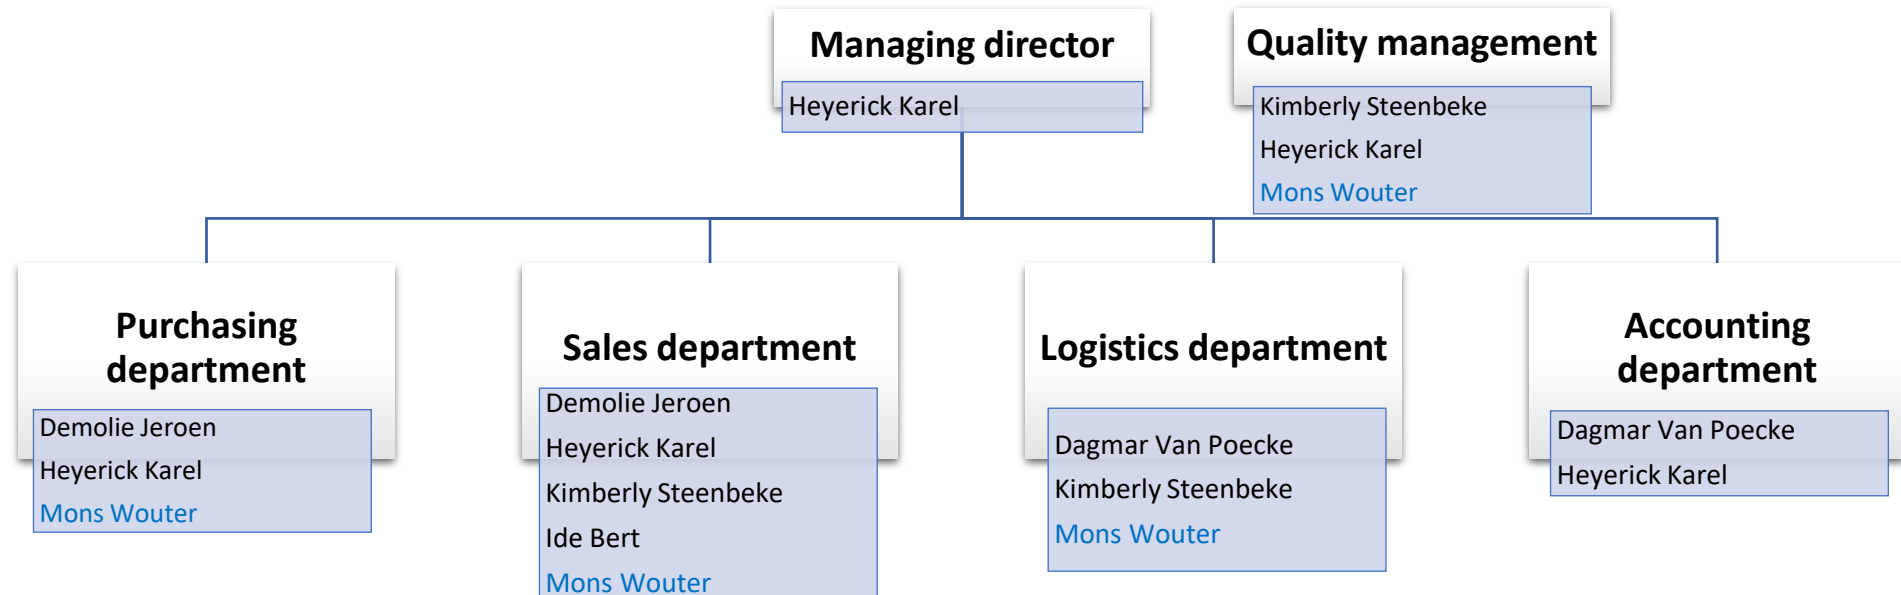 Managing director
Heyerick Karel
Quality management
Kimberly Steenbeke
Heyerick Karel
Mons Wouter
Purchasing
department
Demolie Jeroen
Heyerick Karel
Mons Wouter
Sales department
Demolie Jeroen
Heyerick Karel
Kimberly Steenbeke
Ide Bert
Mons Wouter
Logistics department
Dagmar Van Poecke
Kimberly Steenbeke
Mons Wouter
Accounting
department
Dagmar Van Poecke
Heyerick Karel